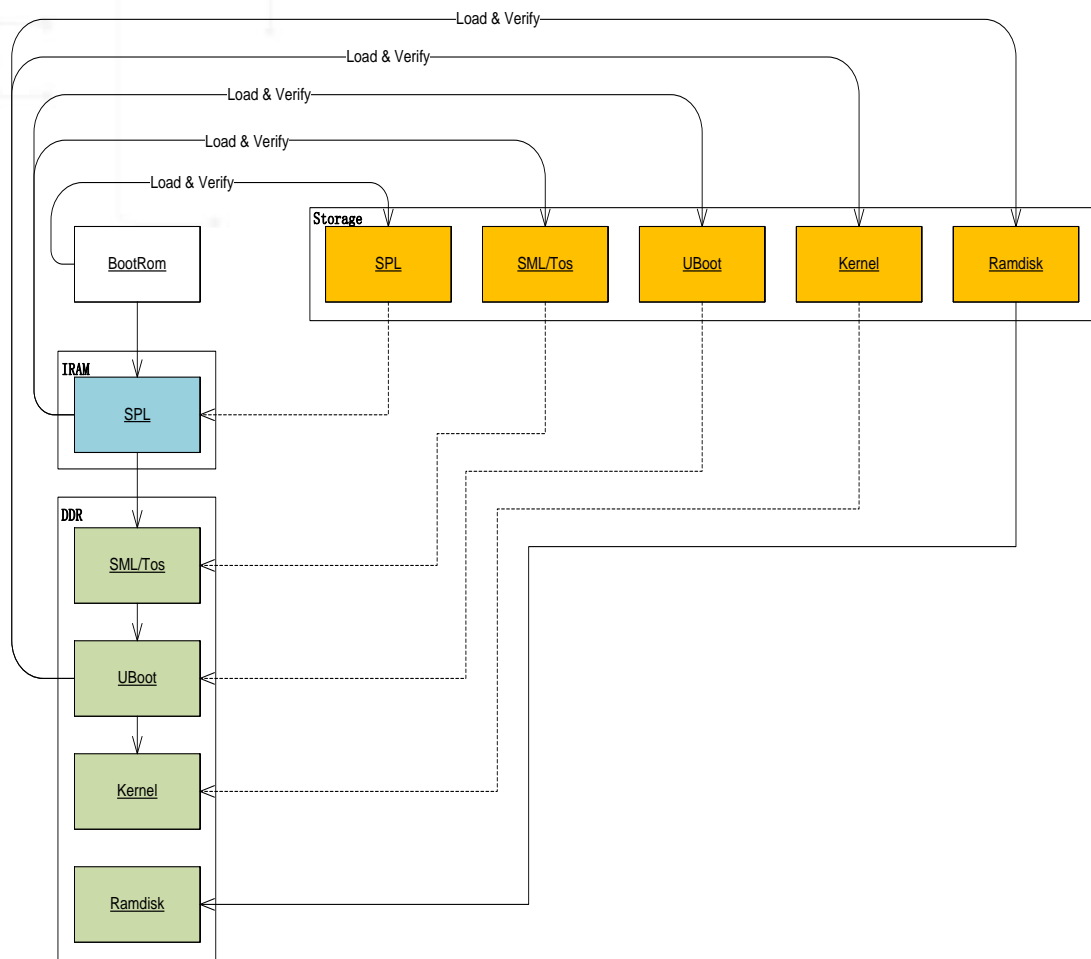 Load & Verify
Load & Verify
Load & Verify
Load & Verify
Load & Verify
Storage
BootRom
SPL
SML/Tos
UBoot
Kernel
Ramdisk
IRAM
SPL
DDR
SML/Tos
UBoot
Kernel
Ramdisk